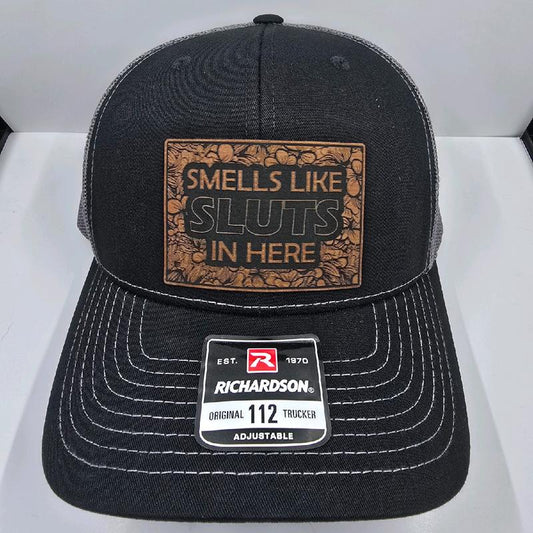 SMELLS LIKE
SLUTS
IN HERE
EST. R 1970
RICHARDSON®
ORIGINAL 112 TRUCKER
ADJUSTABLE